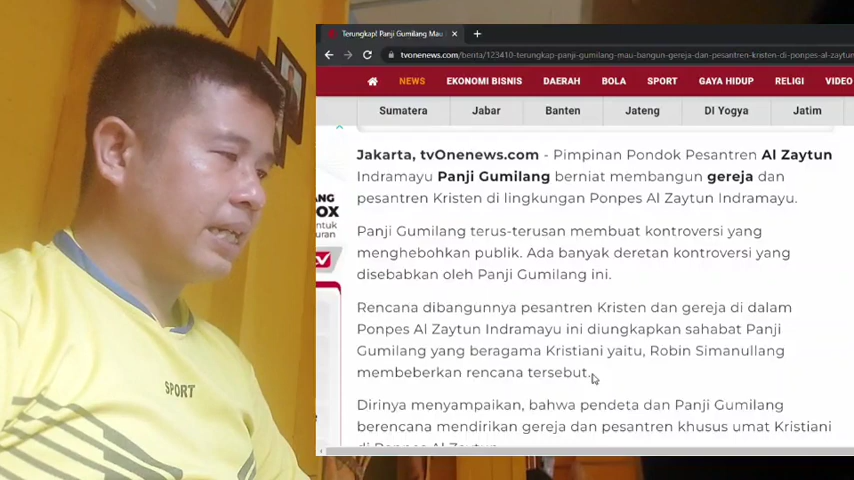 Terungkap! Panji Gumilang Mau
tvonenews.com/berita/123410-terungkap-panji-gumilang-mau-bangun-gereja-dan-pesantren-kristen-di-ponpes-al-zaytun
NEWS EKONOMI BISNIS DAERAH BOLA SPORT GAYA HIDUP RELIGI VIDEO
Sumatera Jabar Banten Jateng DI Yogya Jatim
Jakarta, tvOnenews.com - Pimpinan Pondok Pesantren Al Zaytun
Indramayu Panji Gumilang berniat membangun gereja dan
pesantren Kristen di lingkungan Ponpes Al Zaytun Indramayu.
Panji Gumilang terus-terusan membuat kontroversi yang
menghebohkan publik. Ada banyak deretan kontroversi yang
disebabkan oleh Panji Gumilang ini.
Rencana dibangunnya pesantren Kristen dan gereja di dalam
Ponpes Al Zaytun Indramayu ini diungkapkan sahabat Panji
Gumilang yang beragama Kristiani yaitu, Robin Simanullang
membeberkan rencana tersebut.
Dirinya menyampaikan, bahwa pendeta dan Panji Gumilang
berencana mendirikan gereja dan pesantren khusus umat Kristiani
di Ponpes Al Zaytun
SPORT